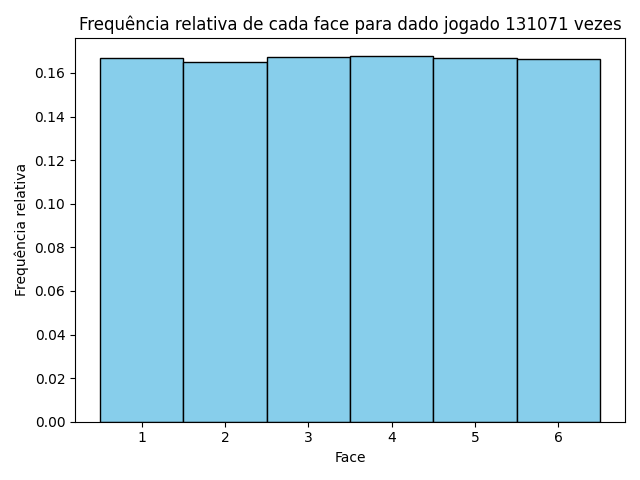 Frequência relativa de cada face para dado jogado 131071 vezes
0.16
0.14
0.12
0.10
0.08
0.06
0.04
0.02
0.00
Frequência relativa
1 2 3 4 5 6
Face